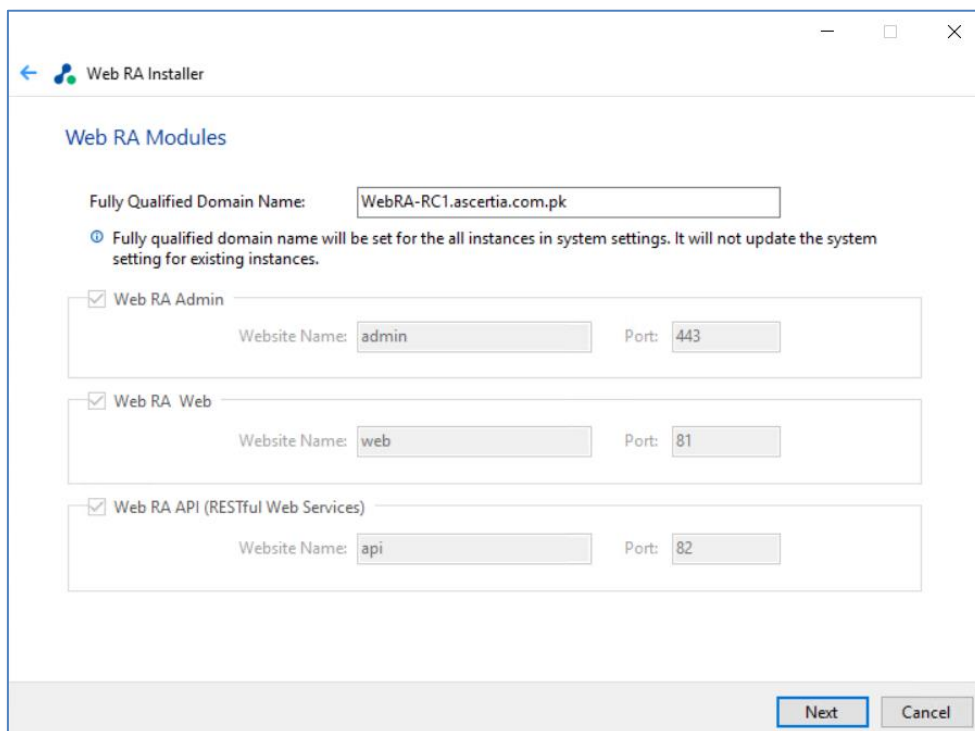 Web RA Installer
Web RA Modules
Fully Qualified Domain Name: WebRA-RC1.ascertia.com.pk
Fully qualified domain name will be set for the all instances in system settings. It will not update the system
setting for existing instances.
Web RA Admin
Website Name: admin Port: 443
Web RA Web
Website Name: web Port: 81
Web RA API (RESTful Web Services)
Website Name: api Port: 82
Next Cancel